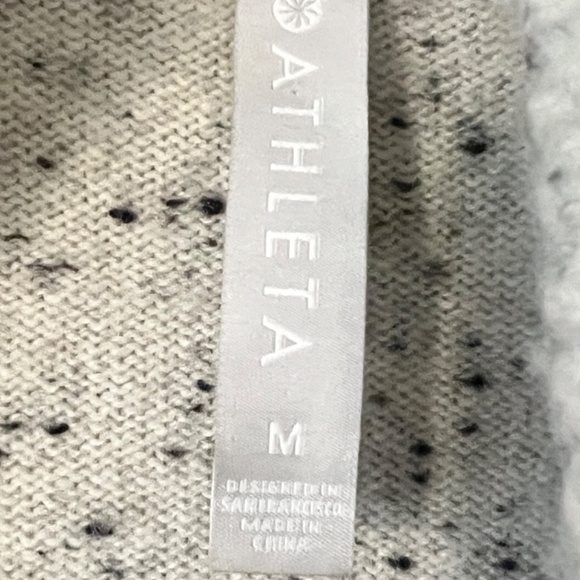 ATHLETA
M
DESIGNED IN
SAN FRANCISCO
MADE IN
CHINA